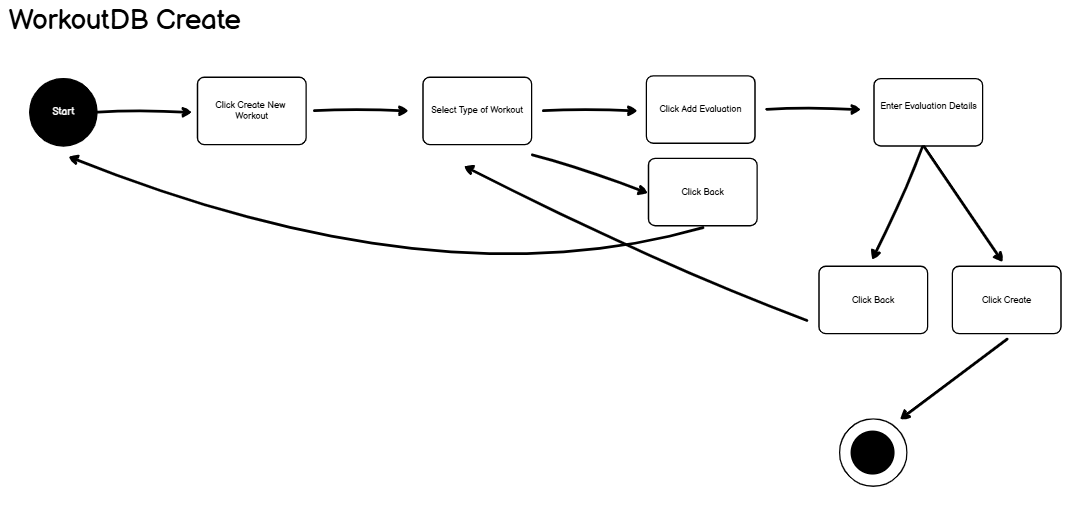 WorkoutDB Create
Start
Click Create New
Workout
Select Type of Workout
Click Add Evaluation
Enter Evaluation Details
Click Back
Click Back
Click Create